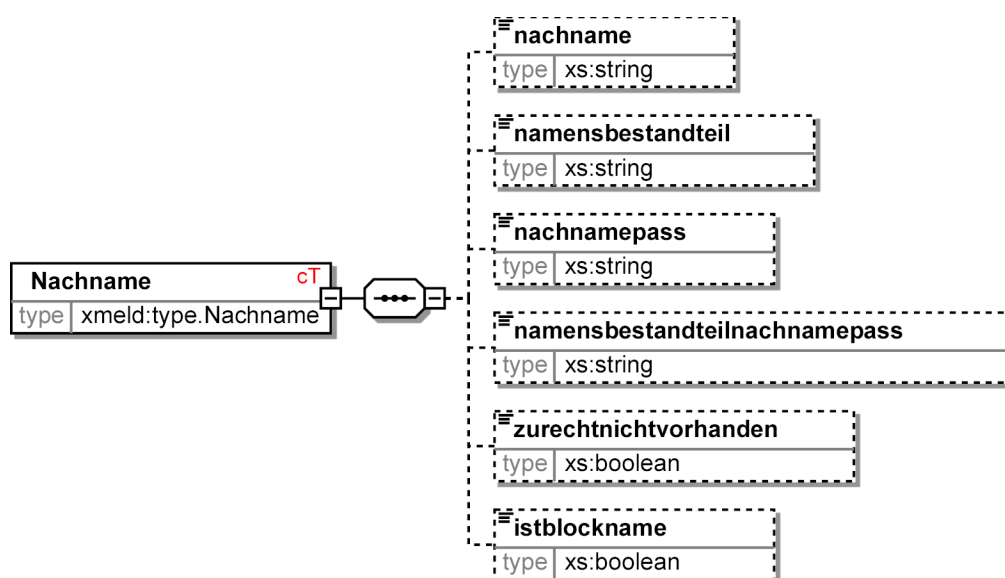 nachname
type xs:string
namensbestandteil
type xs:string
nachnamepass
type xs:string
Nachname cT
type xmeld:type.Nachname
namensbestandteilnachnamepass
type xs:string
zurechtnichtvorhanden
type xs:boolean
istblockname
type xs:boolean